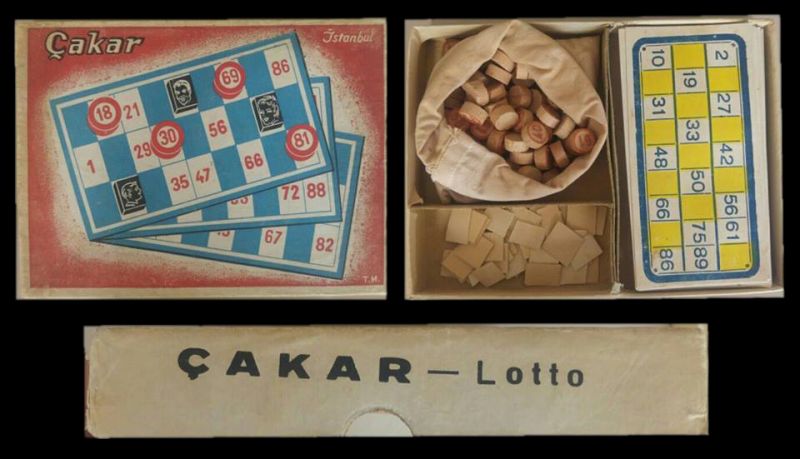 Çakar
İstanbul
18 21 69 86
1 29 30 56
35 47 66 81
72 88
67 82
T.M.
2 27 42 56 61
19 33 50 75 89
10 31 48 66 86
ÇAKAR – Lotto